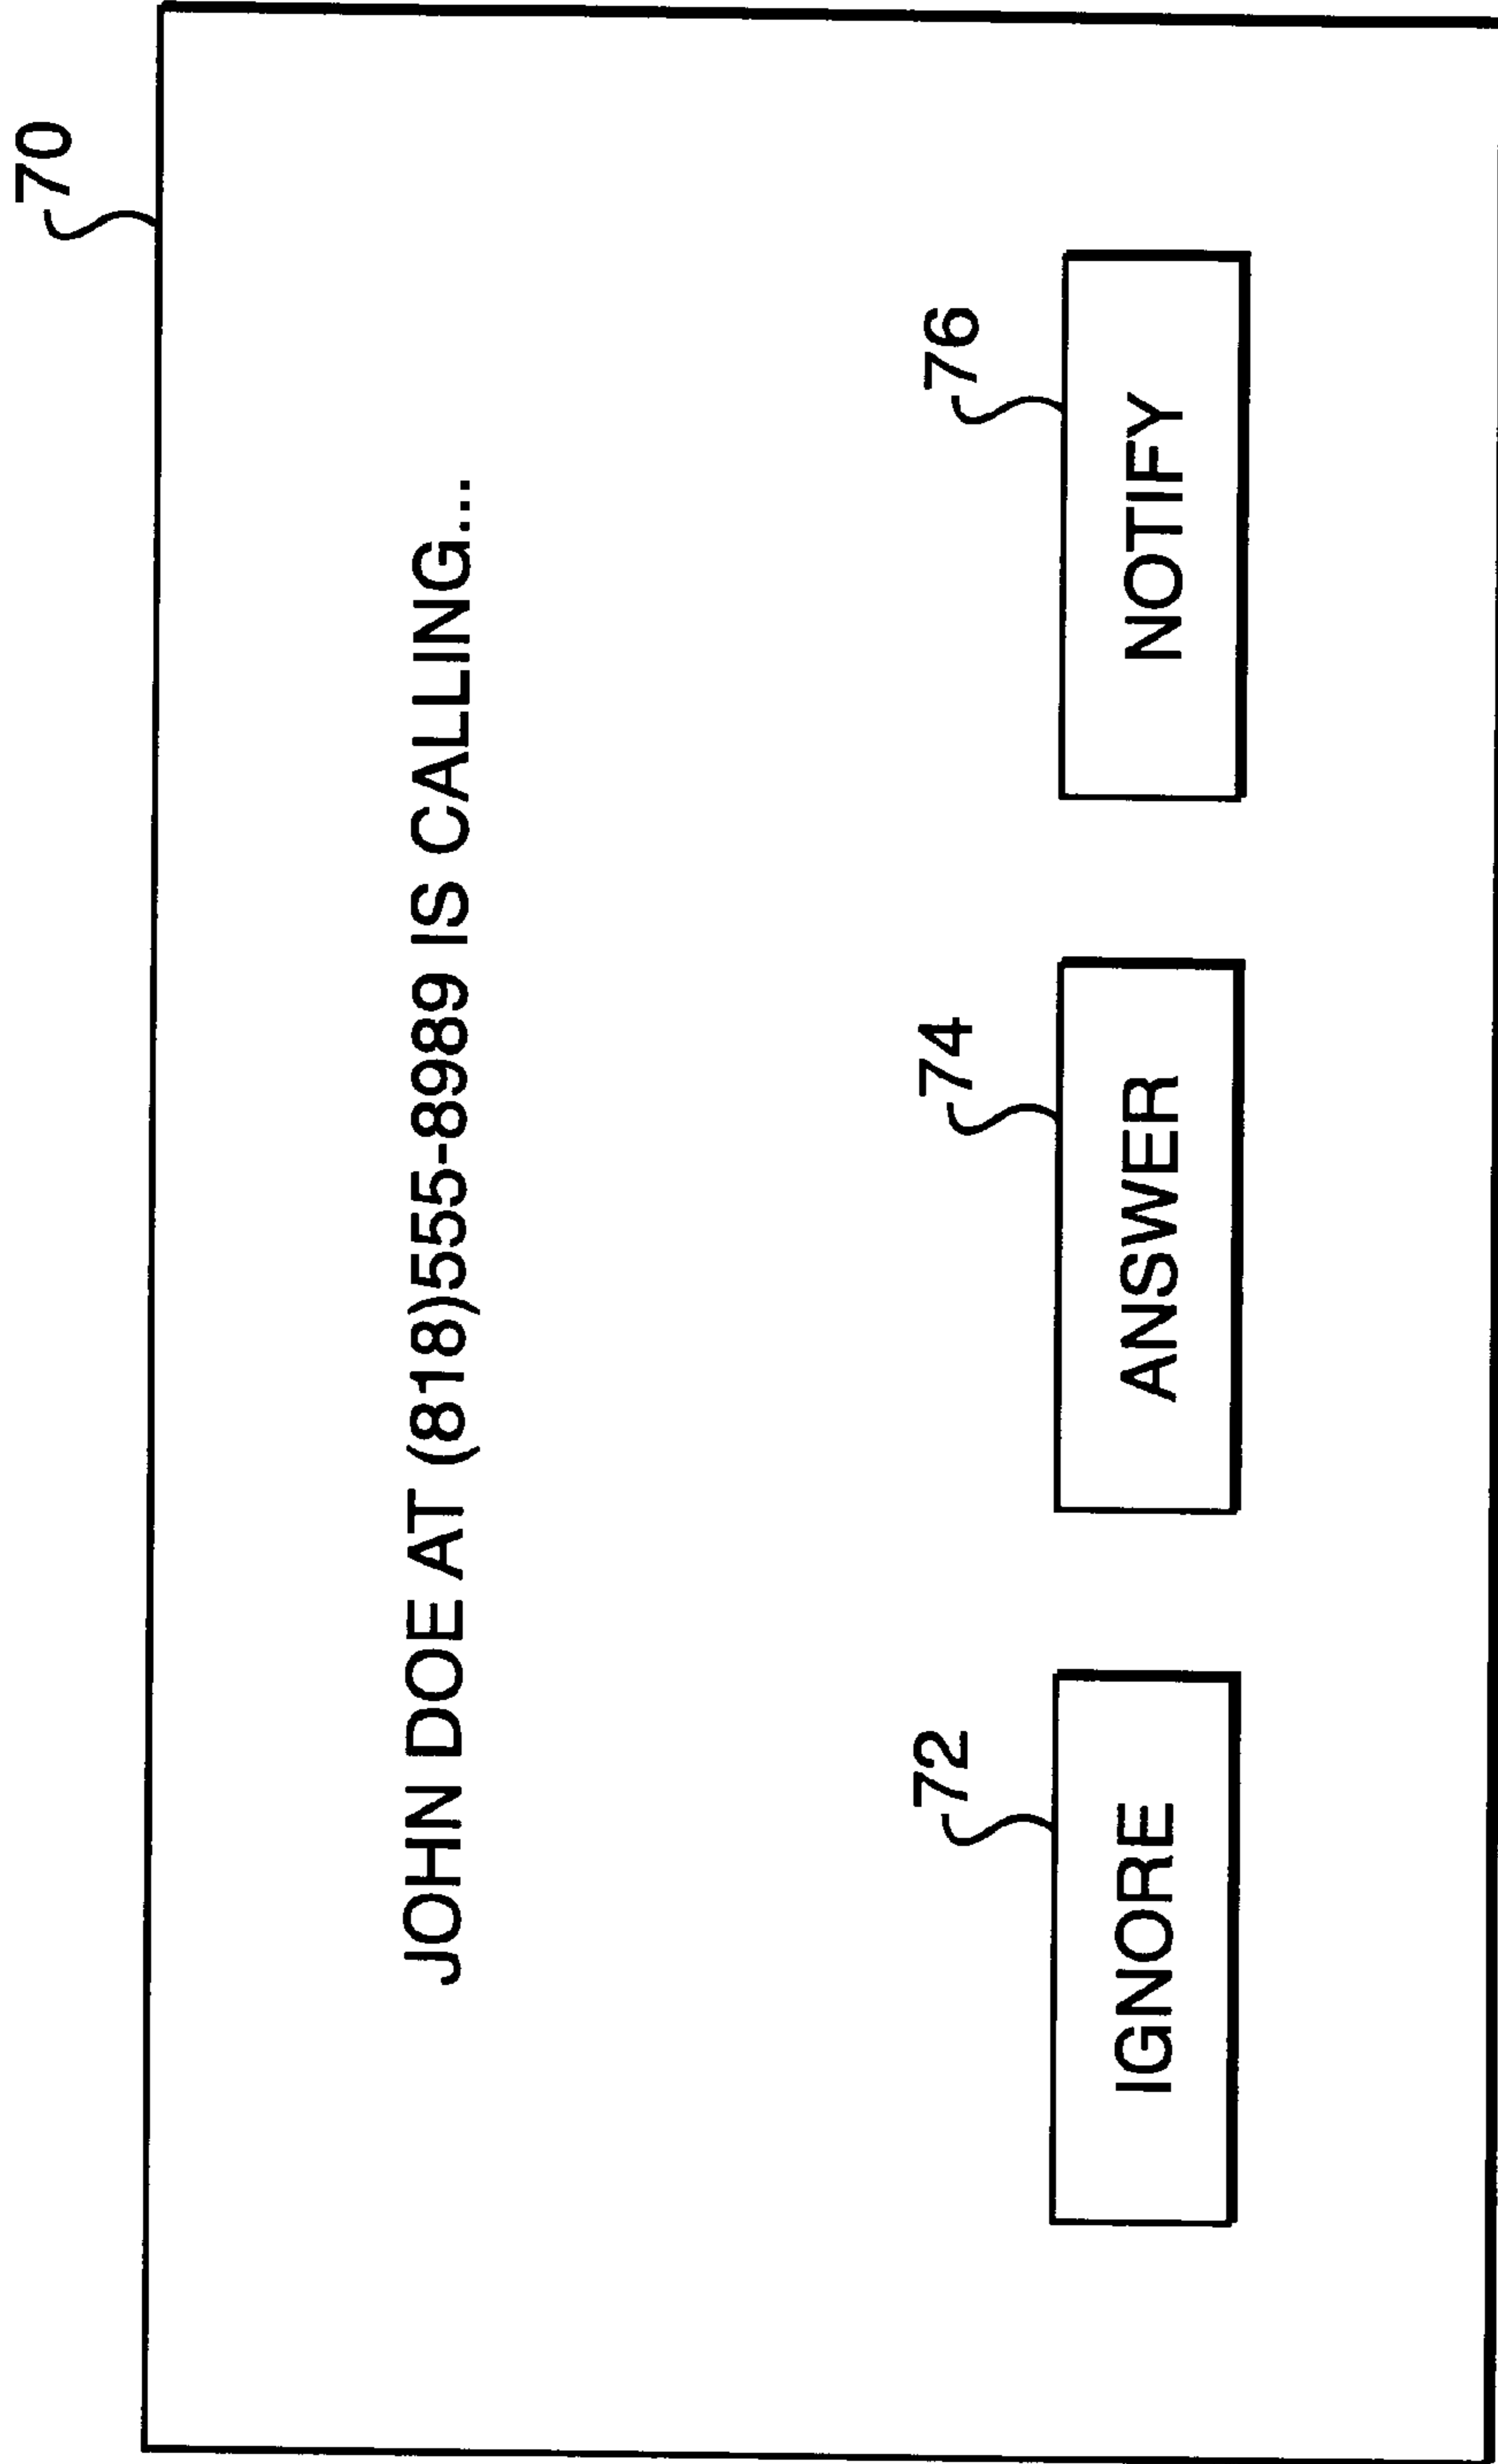 70
JOHN DOE AT (818)555-8989 IS CALLING...
72
74
76
IGNORE
ANSWER
NOTIFY